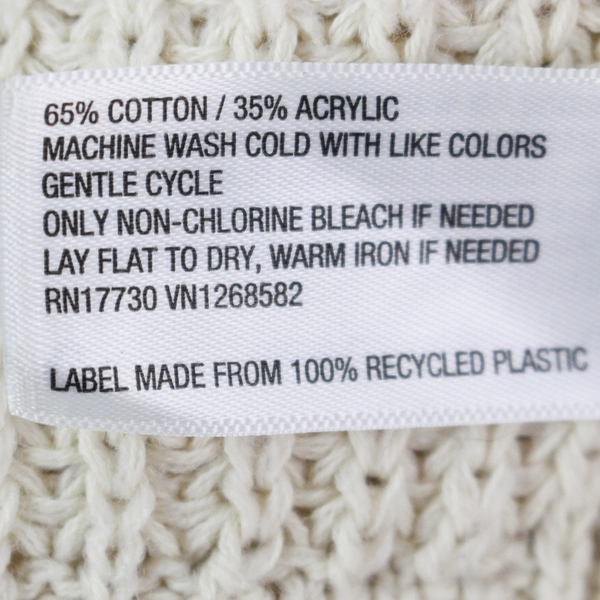 65% COTTON / 35% ACRYLIC
MACHINE WASH COLD WITH LIKE COLORS
GENTLE CYCLE
ONLY NON-CHLORINE BLEACH IF NEEDED
LAY FLAT TO DRY, WARM IRON IF NEEDED
RN17730 VN1268582
LABEL MADE FROM 100% RECYCLED PLASTIC